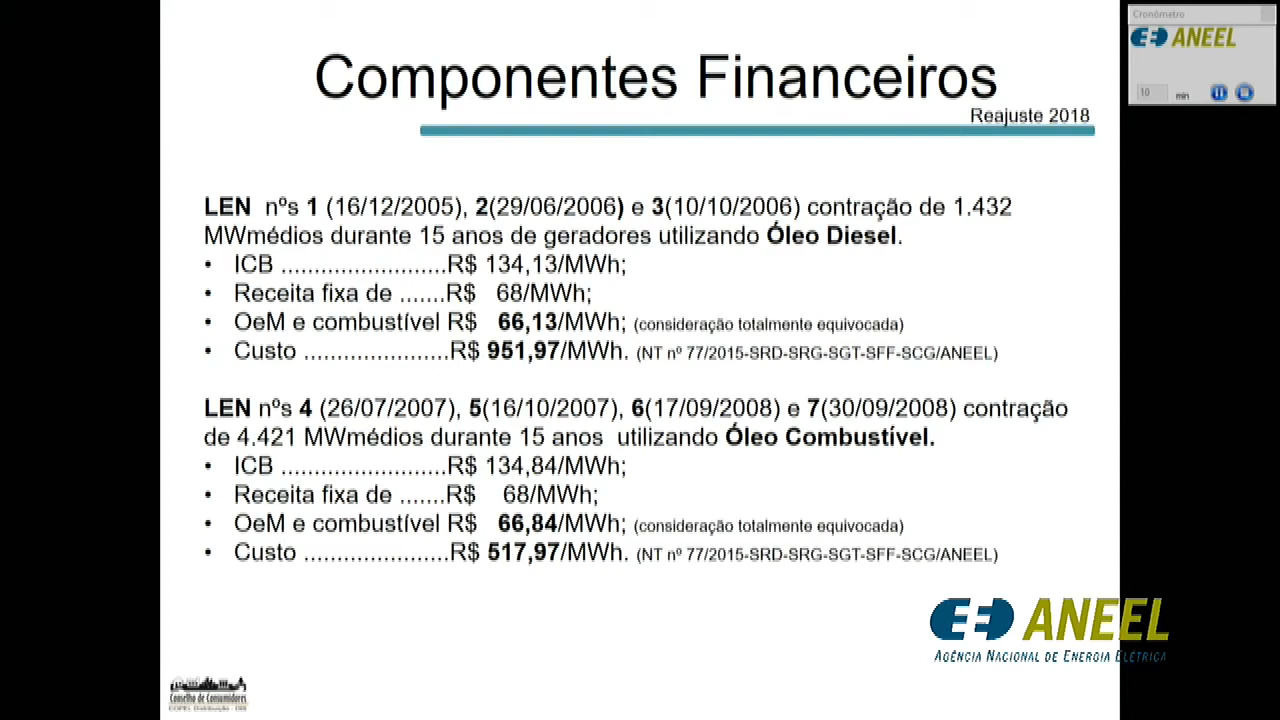 Componentes Financeiros
Reajuste 2018
Cronômetro
ANEEL
10 min
LEN nºs 1 (16/12/2005), 2(29/06/2006) e 3(10/10/2006) contração de 1.432
MWmédios durante 15 anos de geradores utilizando Óleo Diesel.
• ICB .........................R$ 134,13/MWh;
• Receita fixa de .......R$ 68/MWh;
• OeM e combustível R$ 66,13/MWh; (consideração totalmente equivocada)
• Custo ......................R$ 951,97/MWh. (NT nº 77/2015-SRD-SRG-SGT-SFF-SCG/ANEEL)
LEN nºs 4 (26/07/2007), 5(16/10/2007), 6(17/09/2008) e 7(30/09/2008) contração
de 4.421 MWmédios durante 15 anos utilizando Óleo Combustível.
• ICB .........................R$ 134,84/MWh;
• Receita fixa de .......R$ 68/MWh;
• OeM e combustível R$ 66,84/MWh; (consideração totalmente equivocada)
• Custo ......................R$ 517,97/MWh. (NT nº 77/2015-SRD-SRG-SGT-SFF-SCG/ANEEL)
ANEEL
AGÊNCIA NACIONAL DE ENERGIA ELÉTRICA
Conselho de Consumidores